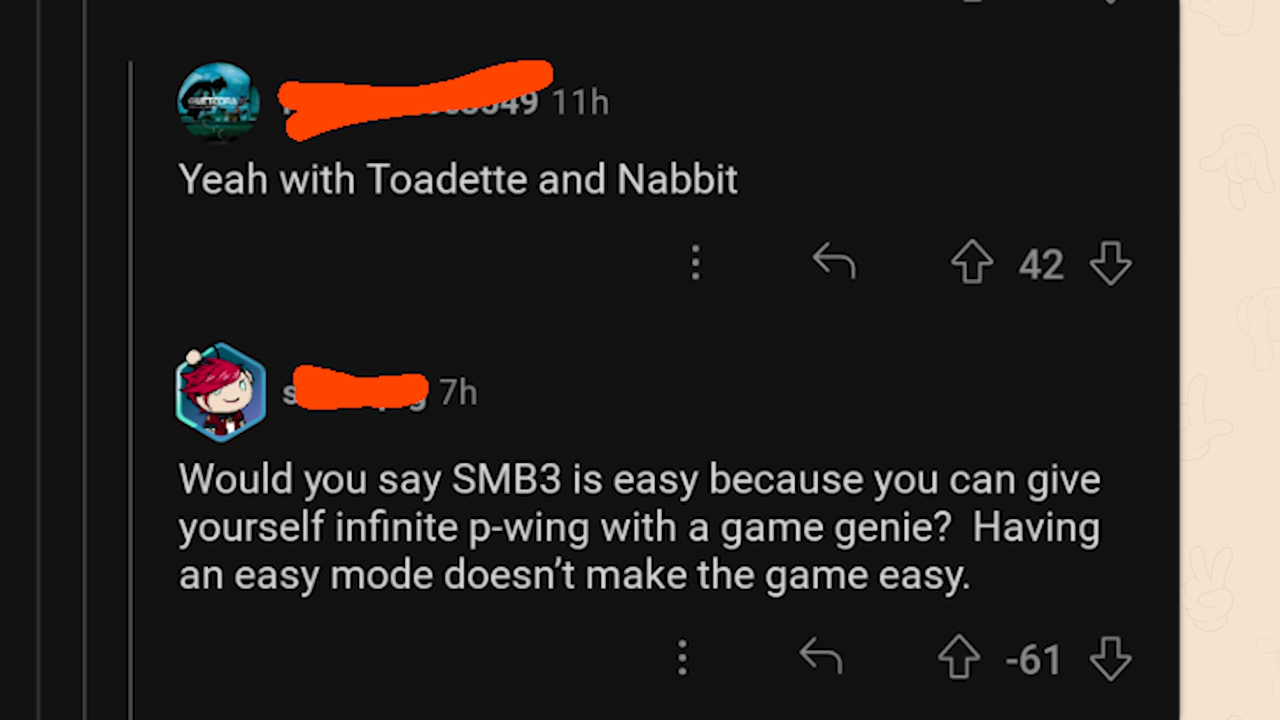 11h
Yeah with Toadette and Nabbit
42
7h
Would you say SMB3 is easy because you can give
yourself infinite p-wing with a game genie?  Having
an easy mode doesn't make the game easy.
-61